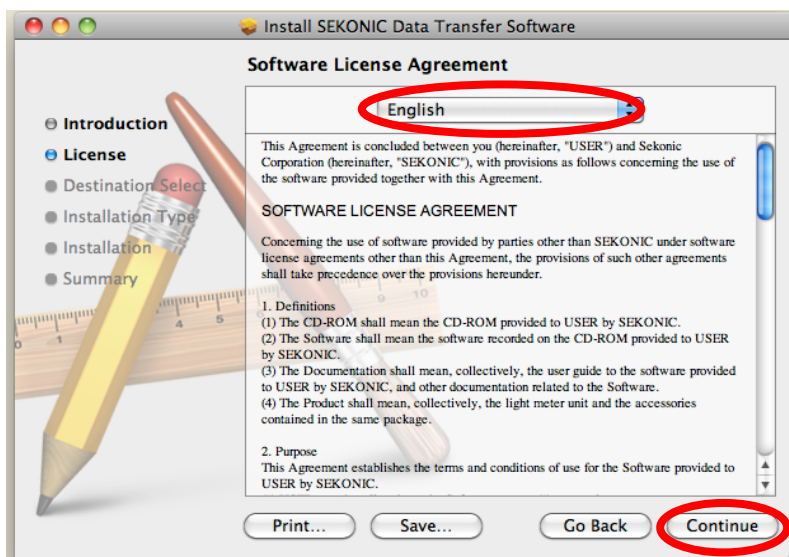 Install SEKONIC Data Transfer Software
Software License Agreement
Introduction
License
Destination Select
Installation Type
Installation
Summary
English
This Agreement is concluded between you (hereinafter, "USER") and Sekonic
Corporation (hereinafter, "SEKONIC"), with provisions as follows concerning the use of
the software provided together with this Agreement.
SOFTWARE LICENSE AGREEMENT
Concerning the use of software provided by parties other than SEKONIC under software
license agreements other than this Agreement, the provisions of such other agreements
shall take precedence over the provisions hereunder.
1. Definitions
(1) The CD-ROM shall mean the CD-ROM provided to USER by SEKONIC.
(2) The Software shall mean the software recorded on the CD-ROM provided to USER
by SEKONIC.
(3) The Documentation shall mean, collectively, the user guide to the software provided
to USER by SEKONIC, and other documentation related to the Software.
(4) The Product shall mean, collectively, the light meter unit and the accessories
contained in the same package.
2. Purpose
This Agreement establishes the terms and conditions of use for the Software provided to
USER by SEKONIC.
0 1 4 5 9 10
Print... Save... Go Back Continue